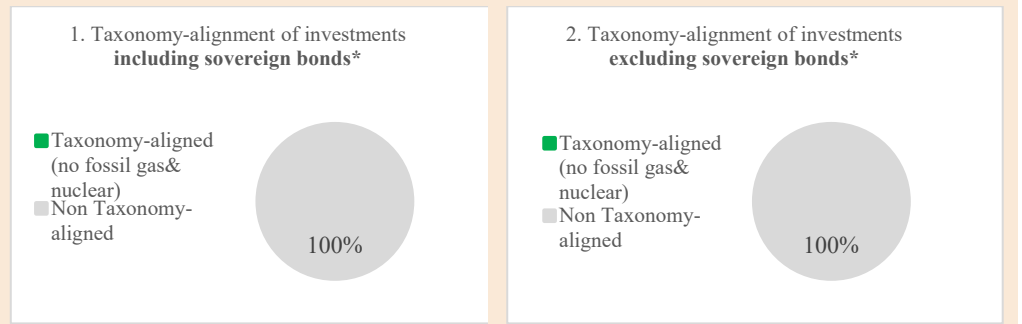 1. Taxonomy-alignment of investments
including sovereign bonds*
Taxonomy-aligned
(no fossil gas&
nuclear)
Non Taxonomy-
aligned
100%
2. Taxonomy-alignment of investments
excluding sovereign bonds*
Taxonomy-aligned
(no fossil gas&
nuclear)
Non Taxonomy-
aligned
100%